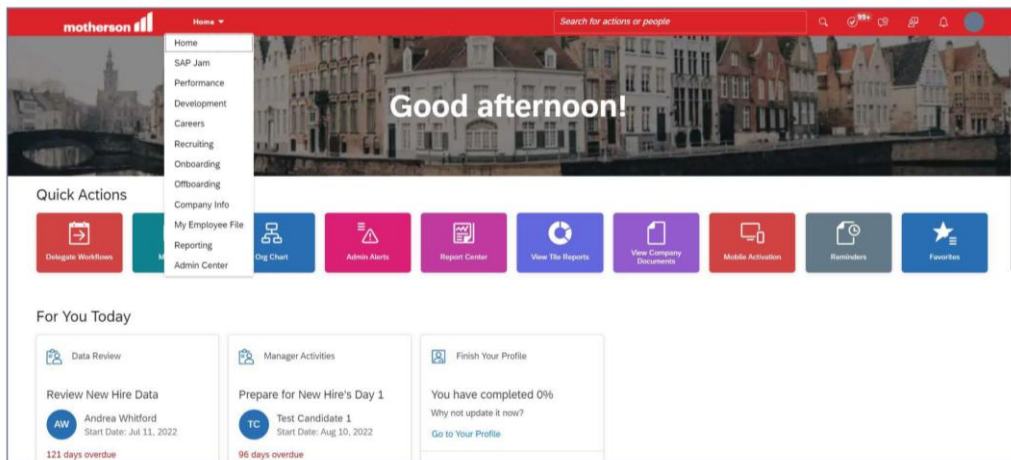 motherson
Home
Search for actions or people
99+
Home
SAP Jam
Performance
Development
Careers
Recruiting
Onboarding
Offboarding
Company Info
My Employee File
Reporting
Admin Center
Good afternoon!
Quick Actions
Delegate Workflows
M
Org Chart
Admin Alerts
Report Center
View Tile Reports
View Company
Documents
Mobile Activation
Reminders
Favorites
For You Today
Data Review
Review New Hire Data
AW
Andrea Whitford
Start Date: Jul 11, 2022
121 days overdue
Manager Activities
Prepare for New Hire's Day 1
TC
Test Candidate 1
Start Date: Aug 10, 2022
96 days overdue
Finish Your Profile
You have completed 0%
Why not update it now?
Go to Your Profile